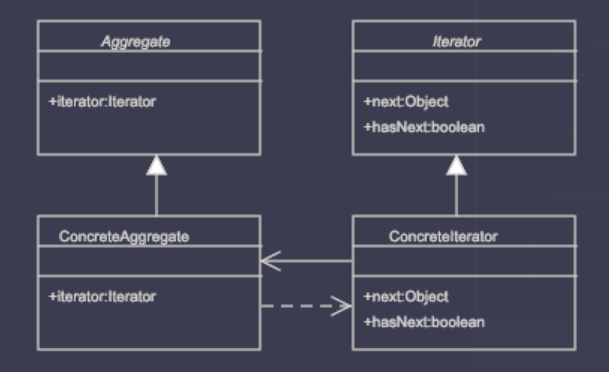 Aggregate
+iterator:Iterator
Iterator
+next:Object
+hasNext:boolean
ConcreteAggregate
+iterator:Iterator
ConcreteIterator
+next:Object
+hasNext:boolean